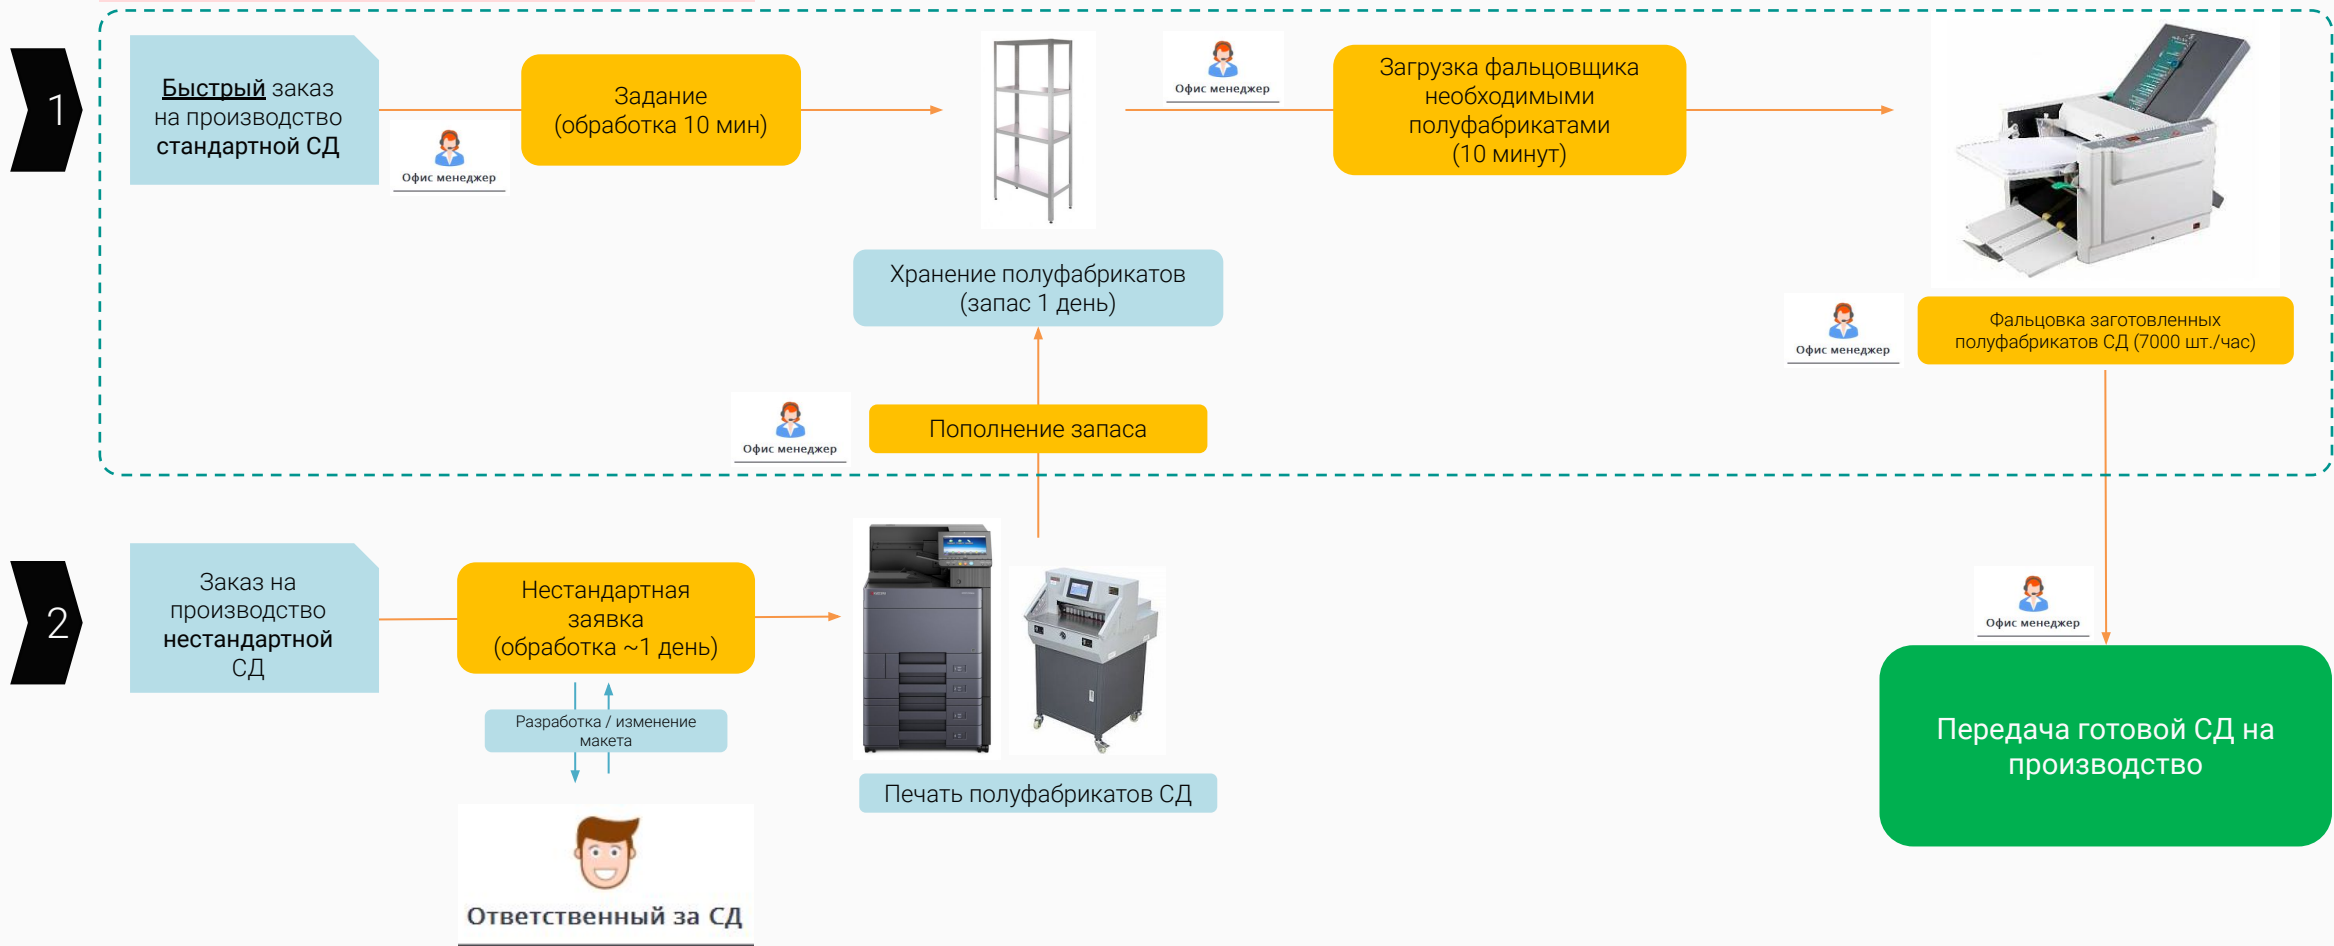 1
Быстрый заказ
на производство
стандартной СД
Офис менеджер
Задание
(обработка 10 мин)
Офис менеджер
Загрузка фальцовщика
необходимыми
полуфабрикатами
(10 минут)
Хранение полуфабрикатов
(запас 1 день)
Офис менеджер
Фальцовка заготовленных
полуфабрикатов СД (7000 шт./час)
Офис менеджер
Пополнение запаса
2
Заказ на
производство
нестандартной
СД
Нестандартная
заявка
(обработка ~1 день)
Разработка / изменение
макета
Ответственный за СД
Печать полуфабрикатов СД
Офис менеджер
Передача готовой СД на
производство